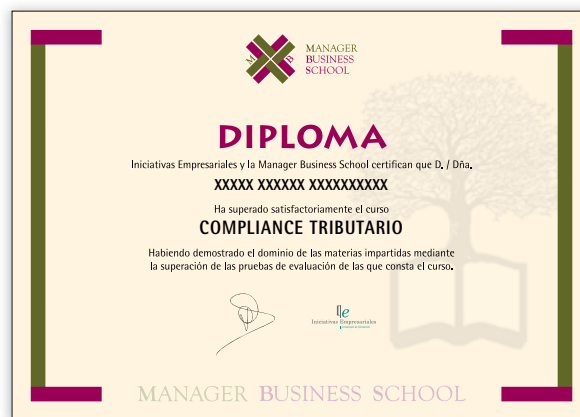 M B
MANAGER
BUSINESS
SCHOOL
DIPLOMA
Iniciativas Empresariales y la Manager Business School certifican que D. / Dña.
XXXXX XXXXXX XXXXXXXXXX
Ha superado satisfactoriamente el curso
COMPLIANCE TRIBUTARIO
Habiendo demostrado el dominio de las materias impartidas mediante
la superación de las pruebas de evaluación de las que consta el curso.
Iniciativas Empresariales
MANAGER BUSINESS SCHOOL